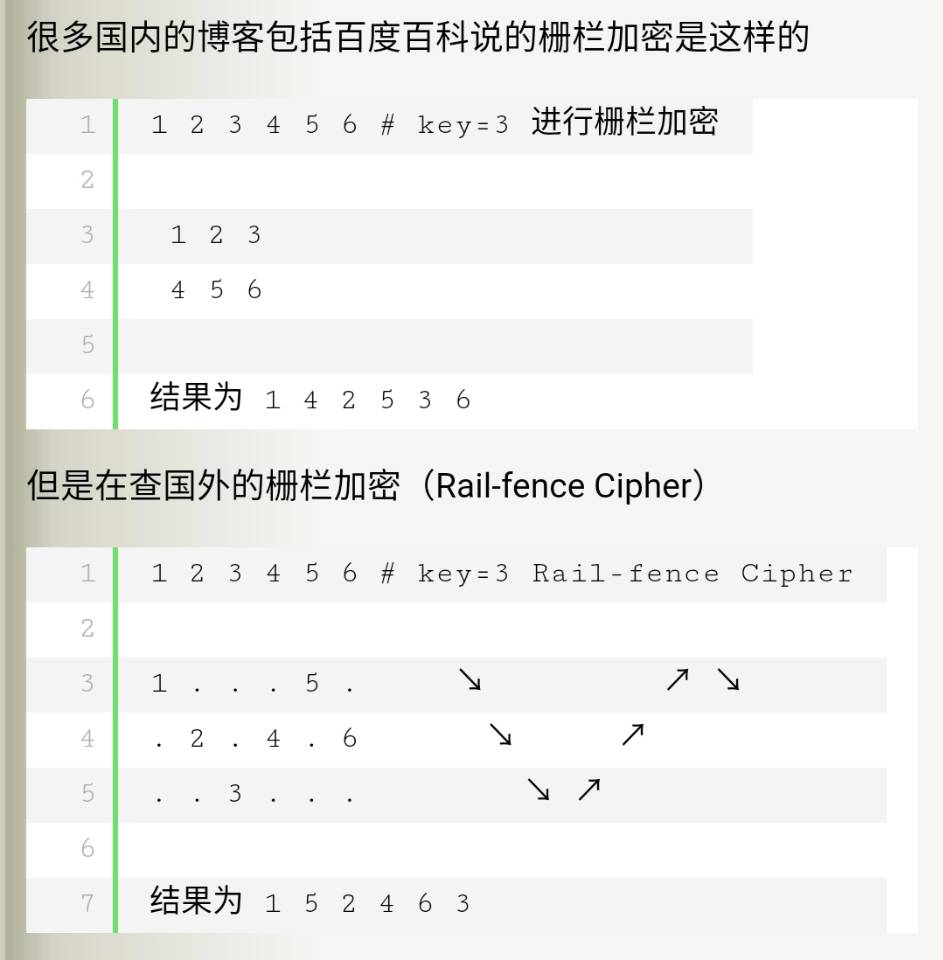 很多国内的博客包括百度百科说的栅栏加密是这样的
1 1 2 3 4 5 6 # key=3 进行栅栏加密
2
3 1 2 3
4 4 5 6
5
6 结果为 1 4 2 5 3 6
但是在查国外的栅栏加密（Rail-fence Cipher）
1 1 2 3 4 5 6 # key=3 Rail-fence Cipher
2
3 1 . . . 5 . ↘ ↗ ↘
4 . 2 . 4 . 6 ↘ ↗
5 . . 3 . . . ↘ ↗
6
7 结果为 1 5 2 4 6 3